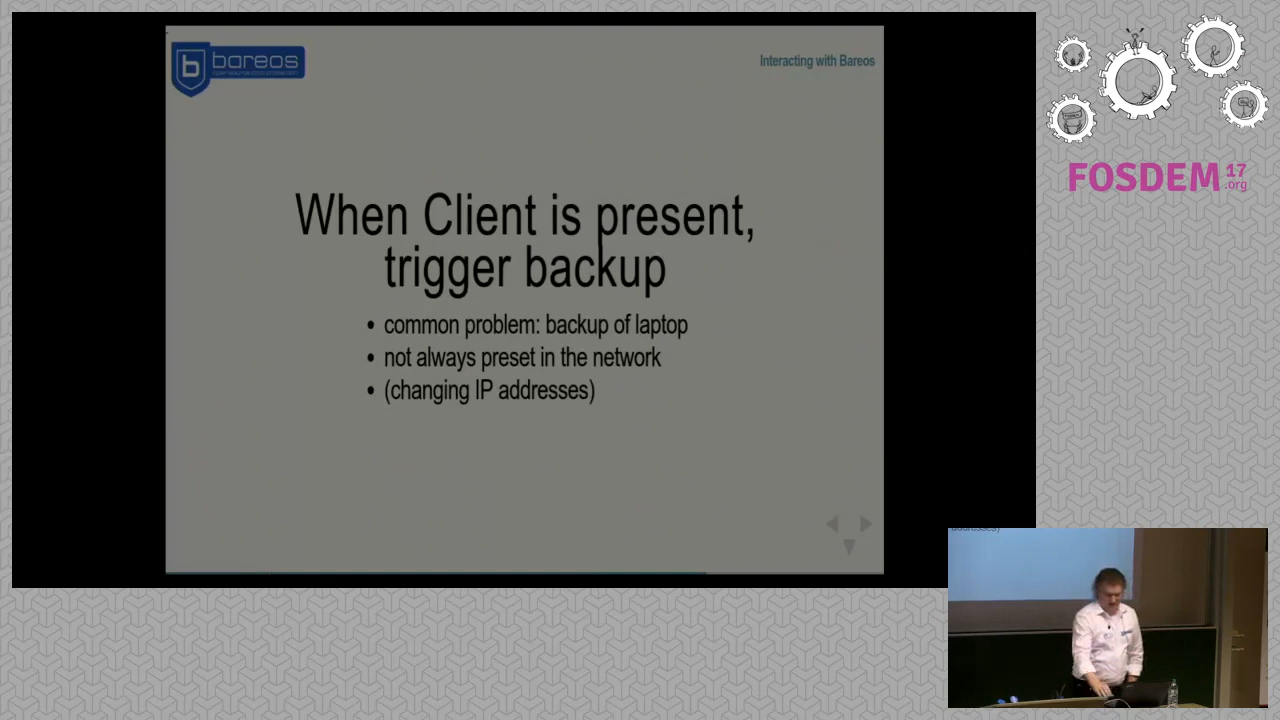 bareos
Interacting with Bareos
When Client is present,
trigger backup
• common problem: backup of laptop
• not always preset in the network
• (changing IP addresses)
FOSDEM 17
.org
addresses)